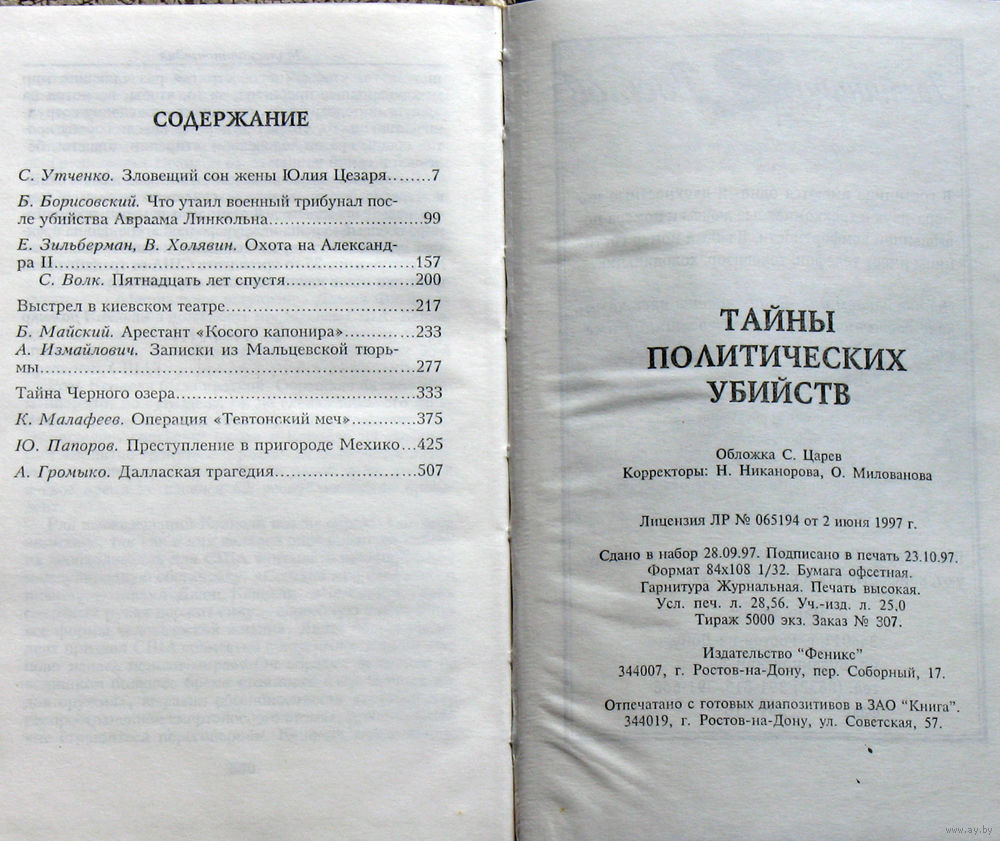 СОДЕРЖАНИЕ
С. Утченко. Зловещий сон жены Юлия Цезаря........7
Б. Борисовский. Что утаил военный трибунал пос-
ле убийства Авраама Линкольна........................99
Е. Зильберман, В. Холявин. Охота на Александ-
ра II..........................................................157
С. Волк. Пятнадцать лет спустя....................200
Выстрел в киевском театре..............................217
Б. Майский. Арестант «Косого капонира»............233
А. Измайлович. Записки из Мальцевской тюрь-
мы............................................................277
Тайна Черного озера.......................................333
К. Малафеев. Операция «Тевтонский меч»............375
Ю. Папоров. Преступление в пригороде Мехико...425
А. Громыко. Даллаская трагедия.......................507
ТАЙНЫ
ПОЛИТИЧЕСКИХ
УБИЙСТВ
Обложка С. Царев
Корректоры: Н. Никанорова, О. Милованова
Лицензия ЛР № 065194 от 2 июня 1997 г.
Сдано в набор 28.09.97. Подписано в печать 23.10.97.
Формат 84х108 1/32. Бумага офсетная.
Гарнитура Журнальная. Печать высокая.
Усл. печ. л. 28,56. Уч.-изд. л. 25,0
Тираж 5000 экз. Заказ № 307.
Издательство "Феникс"
344007, г. Ростов-на-Дону, пер. Соборный, 17.
Отпечатано с готовых диапозитивов в ЗАО "Книга".
344019, г. Ростов-на-Дону, ул. Советская, 57.
www.ay.by